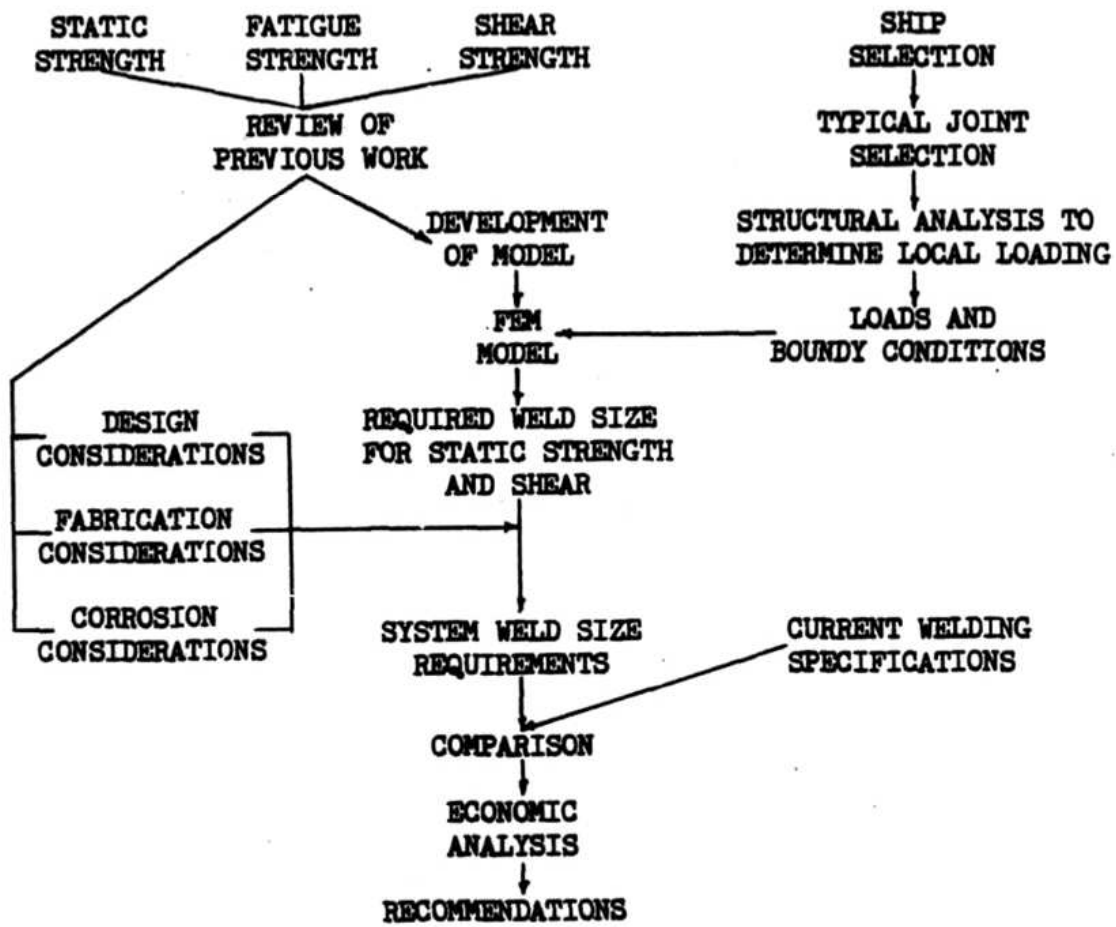 STATIC
STRENGTH
FATIGUE
STRENGTH
SHEAR
STRENGTH
SHIP
SELECTION
REVIEW OF
PREVIOUS WORK
TYPICAL JOINT
SELECTION
DEVELOPMENT
OF MODEL
STRUCTURAL ANALYSIS TO
DETERMINE LOCAL LOADING
FEM
MODEL
LOADS AND
BOUNDY CONDITIONS
DESIGN
CONSIDERATIONS
REQUIRED WELD SIZE
FOR STATIC STRENGTH
AND SHEAR
FABRICATION
CONSIDERATIONS
CORROSION
CONSIDERATIONS
SYSTEM WELD SIZE
REQUIREMENTS
CURRENT WELDING
SPECIFICATIONS
COMPARISON
ECONOMIC
ANALYSIS
RECOMMENDATIONS